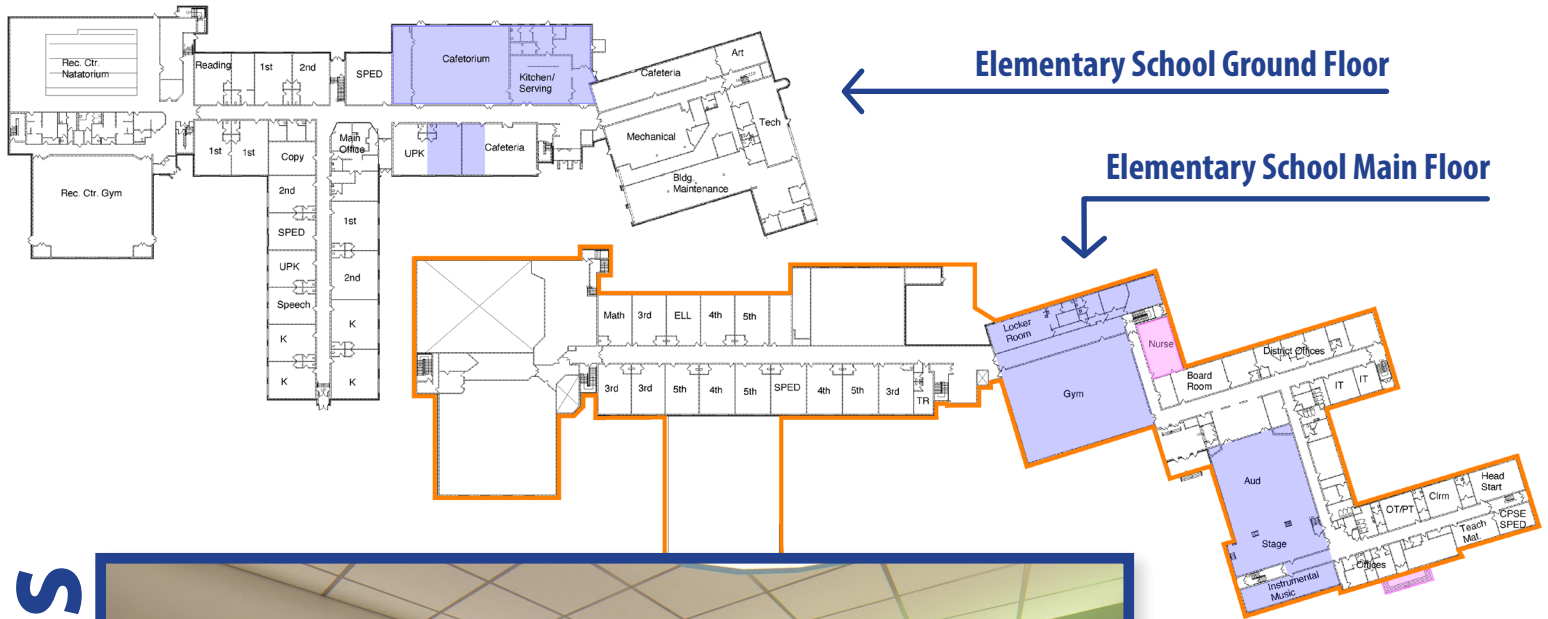 Elementary School Ground Floor
Elementary School Main Floor
Rec. Ctr.
Natatorium
Reading
1st
2nd
SPED
Cafetorium
Kitchen/
Serving
Cafeteria
Art
Mechanical
Tech
Bldg.
Maintenance
Rec. Ctr. Gym
1st
1st
Copy
Main
Office
UPK
Cafeteria
2nd
SPED
UPK
Speech
K
K
1st
2nd
K
K
Math
3rd
ELL
4th
5th
3rd
3rd
5th
4th
5th
SPED
4th
5th
3rd
TR
Locker
Room
Gym
Nurse
Board
Room
District Offices
IT
IT
Aud
Stage
Instrumental
Music
OT/PT
Clrm
Head
Start
CPSE
SPED
Teach
Mat.
Offices
S